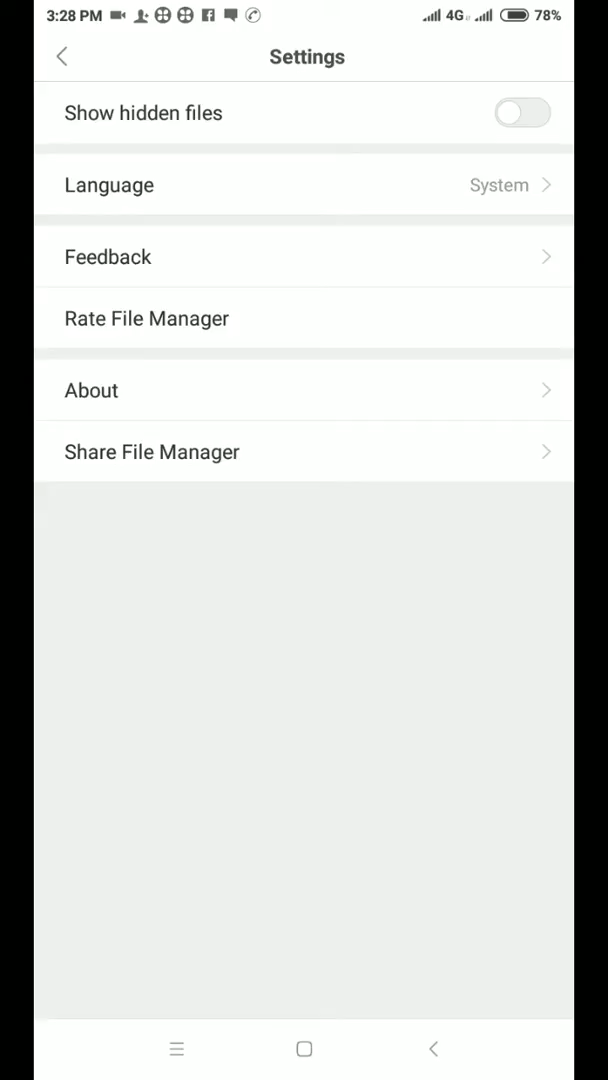 3:28 PM 4G 78%
Settings
Show hidden files
Language System
Feedback
Rate File Manager
About
Share File Manager